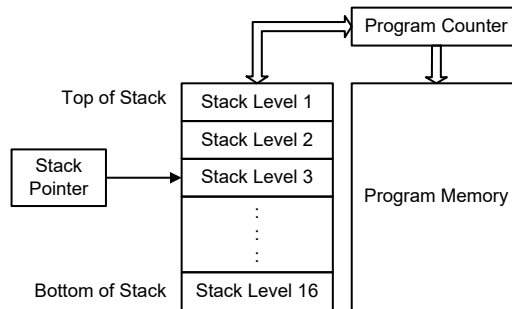 Program Counter
Top of Stack
Stack Level 1
Stack Level 2
Stack
Pointer
Stack Level 3
Program Memory
Bottom of Stack
Stack Level 16